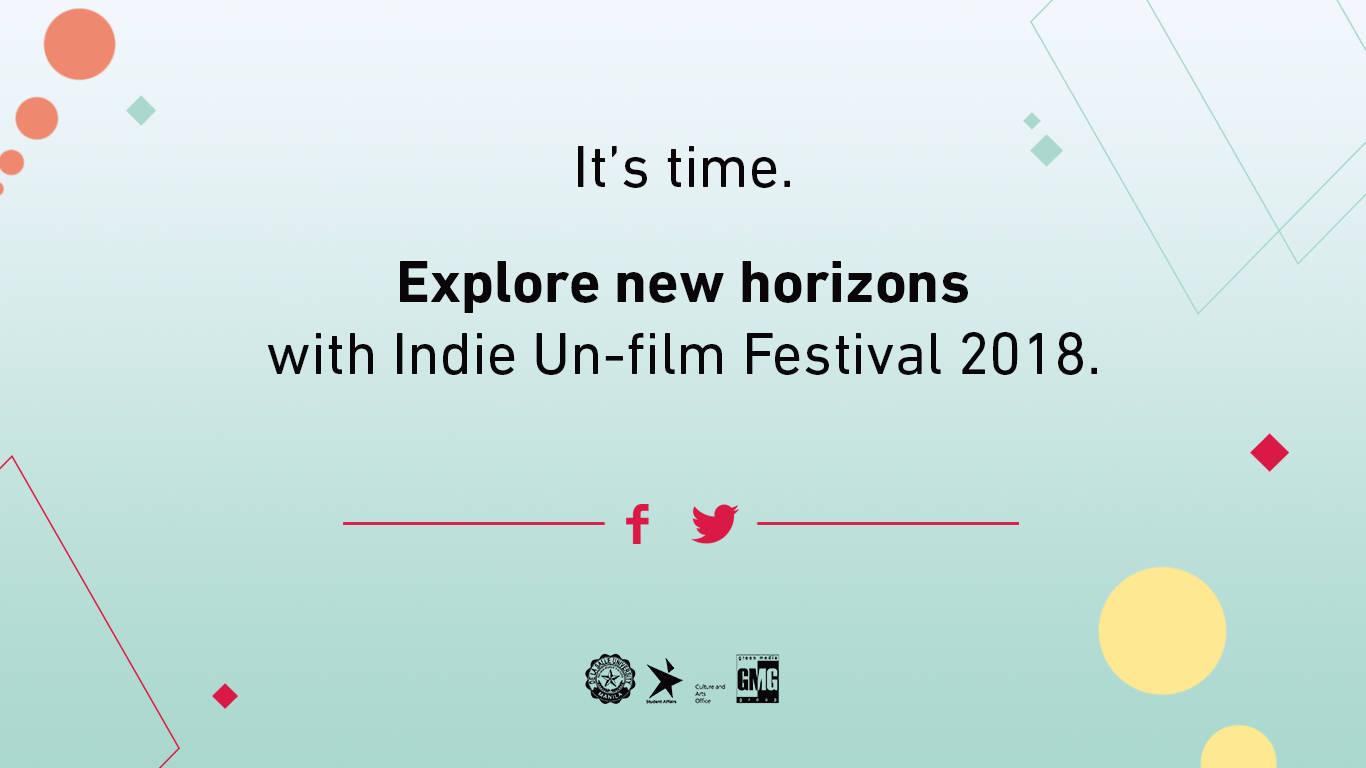 It’s time.
Explore new horizons
with Indie Un-film Festival 2018.
DE LA SALLE UNIVERSITY
MANILA
Student Affairs
Culture and
Arts
Office
green media
GMG
group